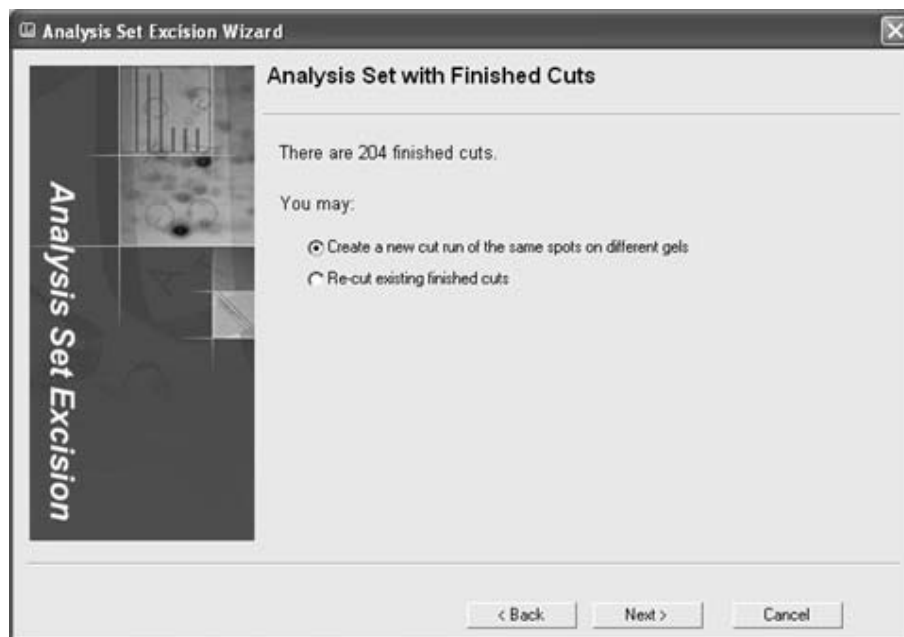 Analysis Set Excision Wizard
Analysis Set Excision
Analysis Set with Finished Cuts
There are 204 finished cuts.
You may:
Create a new cut run of the same spots on different gels
Re-cut existing finished cuts
< Back
Next >
Cancel